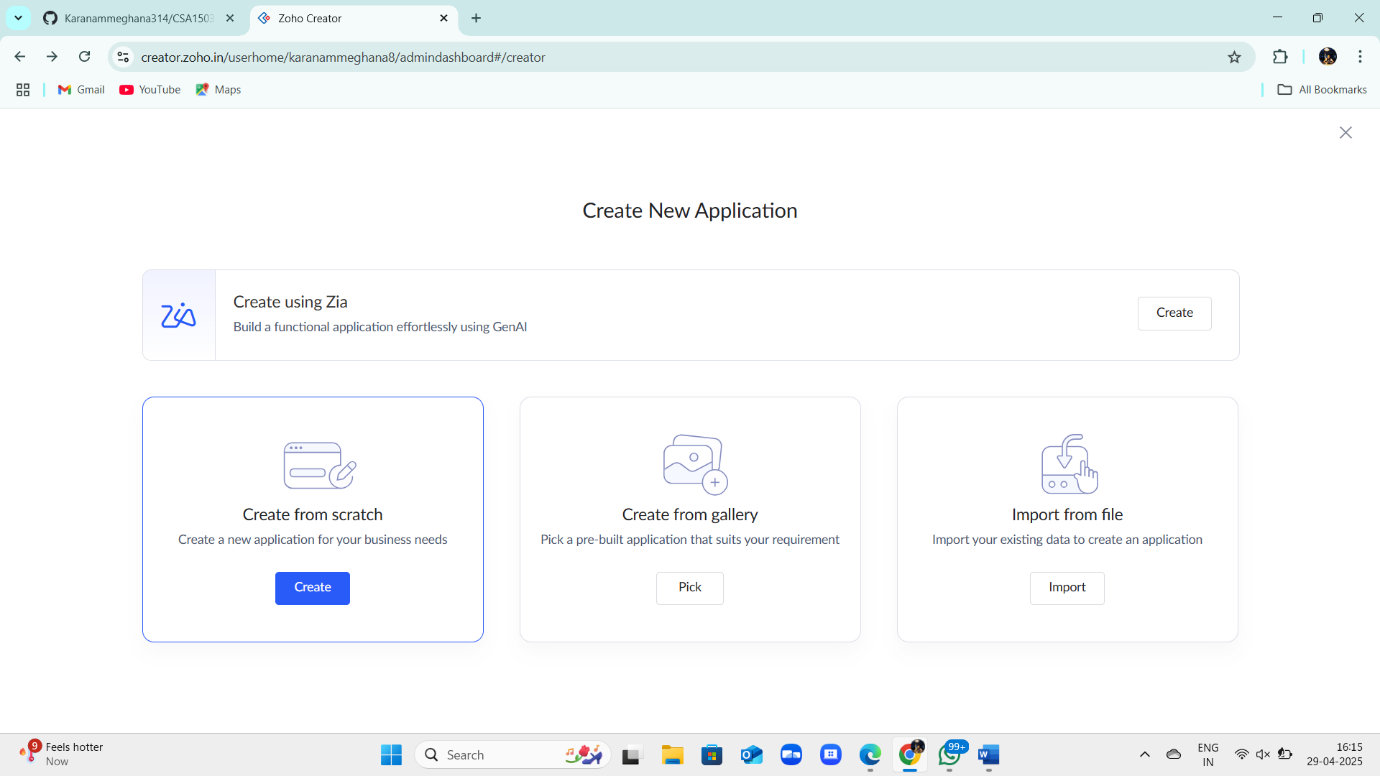 Karanammeghana314/CSA1503
Zoho Creator
creator.zoho.in/userhome/karanammeghana8/admindashboard#/creator
Gmail
YouTube
Maps
All Bookmarks
Create New Application
Zia
Create using Zia
Build a functional application effortlessly using GenAI
Create
Create from scratch
Create a new application for your business needs
Create
Create from gallery
Pick a pre-built application that suits your requirement
Pick
Import from file
Import your existing data to create an application
Import
9
Feels hotter
Now
Search
99+
ENG
IN
16:15
29-04-2025